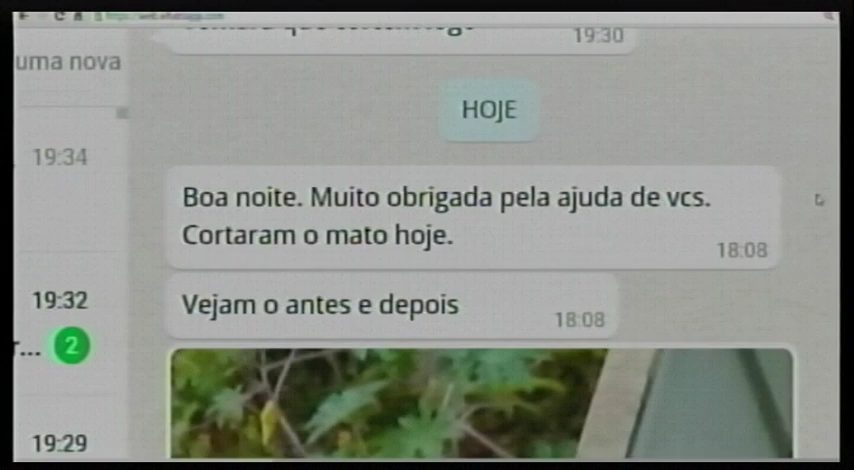 19:30
uma nova
HOJE
19:34
Boa noite. Muito obrigada pela ajuda de vcs.
Cortaram o mato hoje.
18:08
19:32
Vejam o antes e depois
18:08
r...
2
19:29